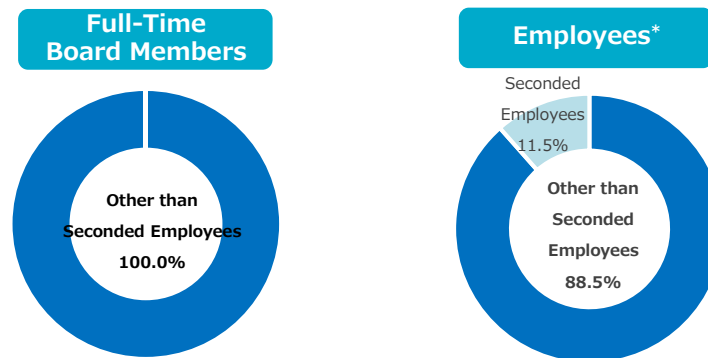 Full-Time
Board Members
Other than
Seconded Employees
100.0%
Employees*
Seconded
Employees
11.5%
Other than
Seconded
Employees
88.5%